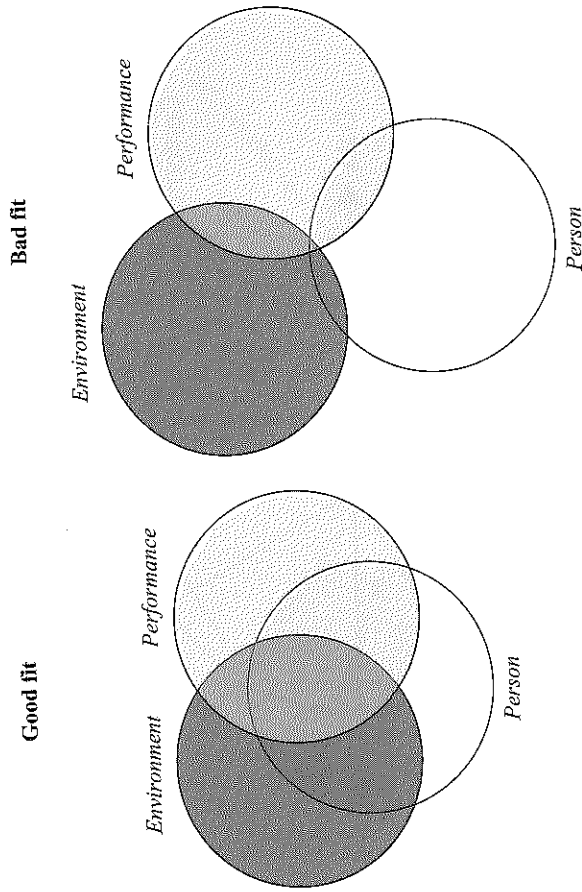 Good fit
Environment
Performance
Person
Bad fit
Environment
Performance
Person